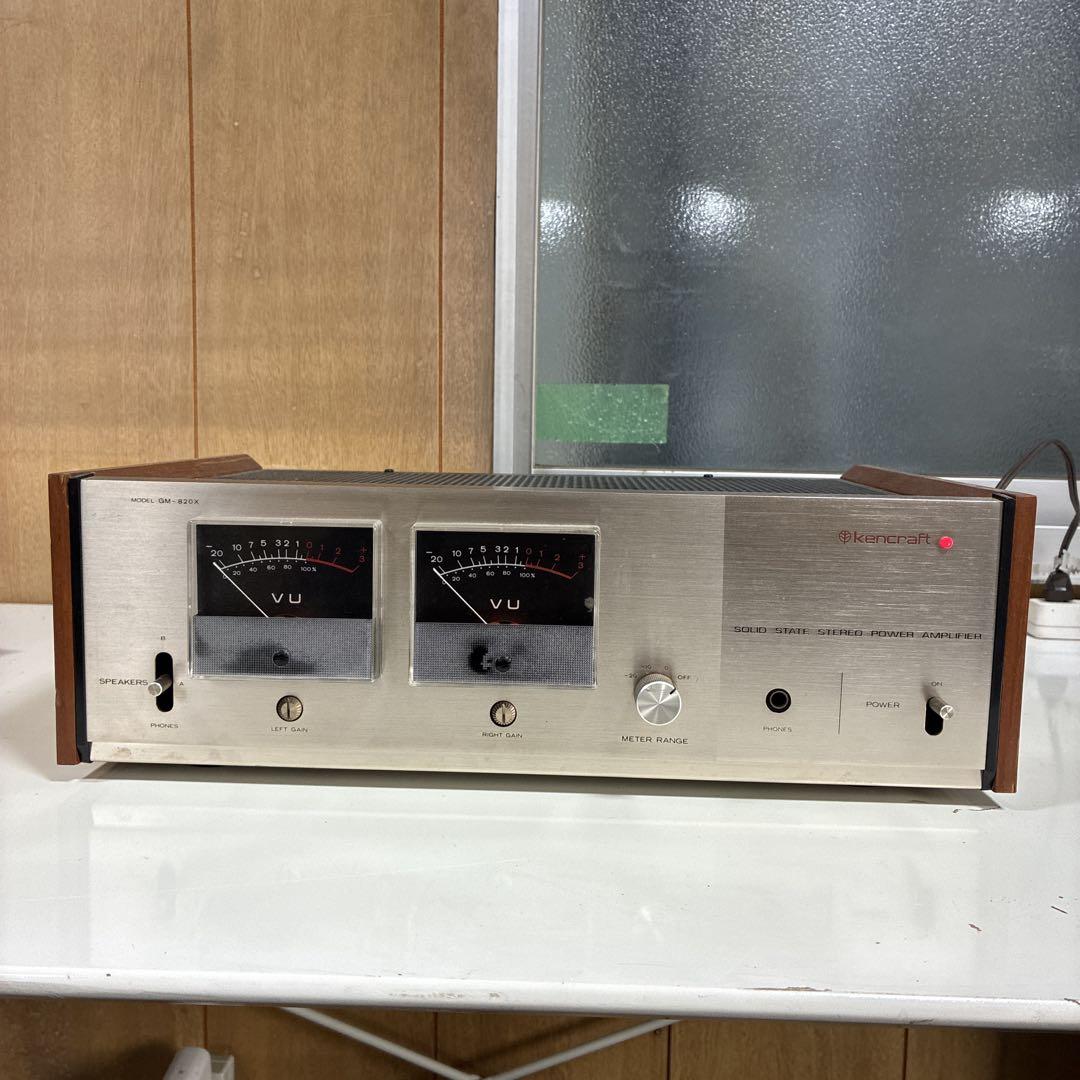 MODEL GM-820X
kencraft
- 20 10 7 5 3 2 1 0 1 2 3 +
0 20 40 60 80 100%
VU
- 20 10 7 5 3 2 1 0 1 2 3 +
0 20 40 60 80 100%
VU
SOLID STATE STEREO POWER AMPLIFIER
B
SPEAKERS
A
PHONES
LEFT GAIN
RIGHT GAIN
-20 -10 0 OFF
METER RANGE
PHONES
POWER
ON